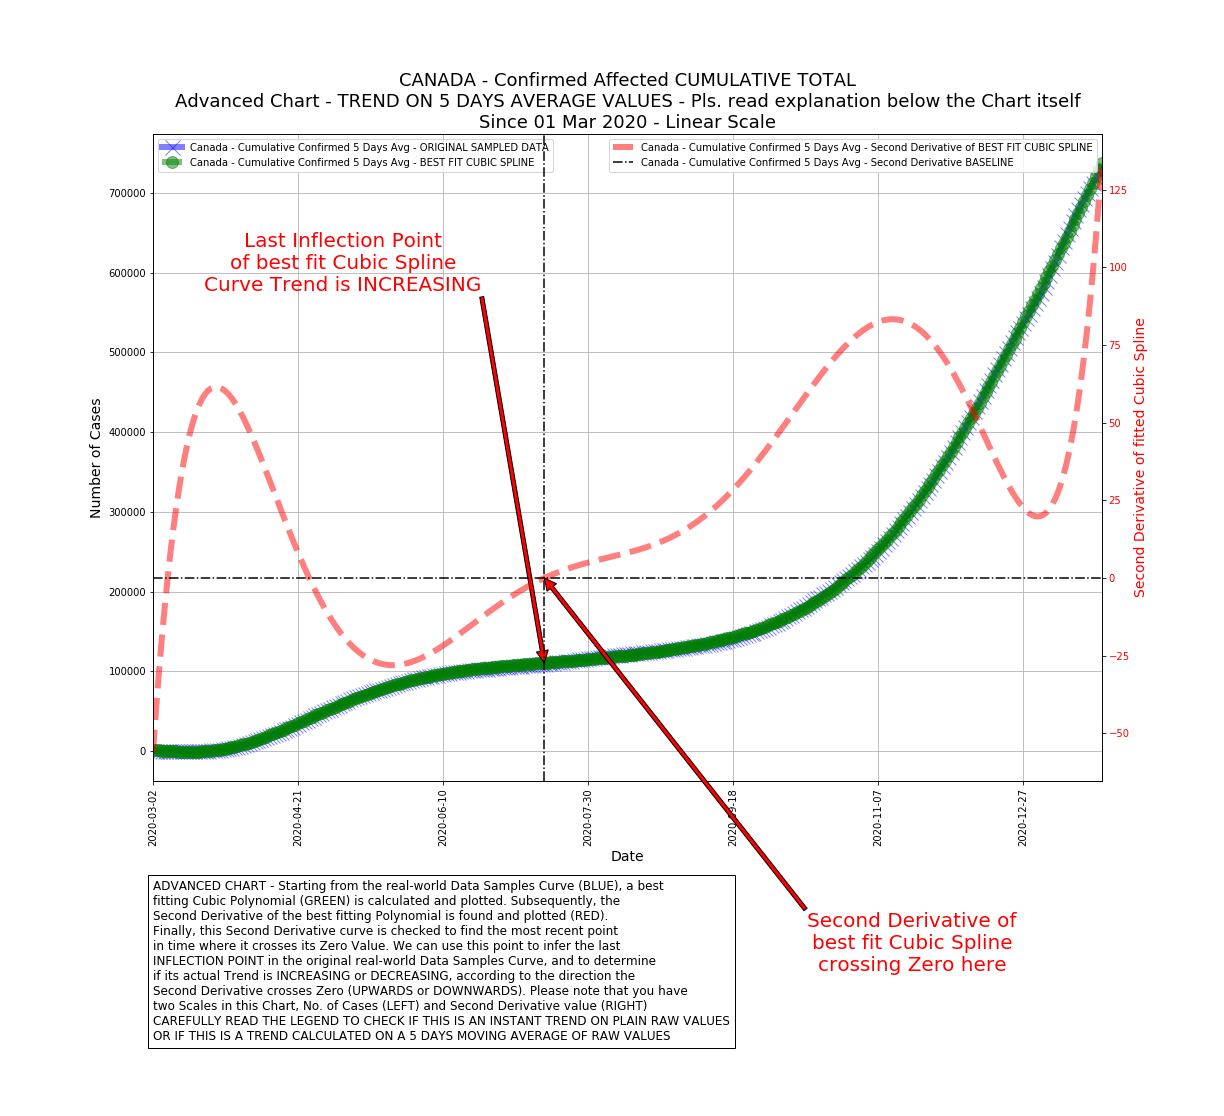 CANADA - Confirmed Affected CUMULATIVE TOTAL
Advanced Chart - TREND ON 5 DAYS AVERAGE VALUES - Pls. read explanation below the Chart itself
Since 01 Mar 2020 - Linear Scale
Canada - Cumulative Confirmed 5 Days Avg - ORIGINAL SAMPLED DATA
Canada - Cumulative Confirmed 5 Days Avg - BEST FIT CUBIC SPLINE
Canada - Cumulative Confirmed 5 Days Avg - Second Derivative of BEST FIT CUBIC SPLINE
Canada - Cumulative Confirmed 5 Days Avg - Second Derivative BASELINE
Last Inflection Point
of best fit Cubic Spline
Curve Trend is INCREASING
Number of Cases
700000
600000
500000
400000
300000
200000
100000
0
125
100
75
50
25
0
−25
−50
Second Derivative of fitted Cubic Spline
2020-03-02
2020-04-21
2020-06-10
2020-07-30
2020-09-18
2020-11-07
2020-12-27
Date
ADVANCED CHART - Starting from the real-world Data Samples Curve (BLUE), a best
fitting Cubic Polynomial (GREEN) is calculated and plotted. Subsequently, the
Second Derivative of the best fitting Polynomial is found and plotted (RED).
Finally, this Second Derivative curve is checked to find the most recent point
in time where it crosses its Zero Value. We can use this point to infer the last
INFLECTION POINT in the original real-world Data Samples Curve, and to determine
if its actual Trend is INCREASING or DECREASING, according to the direction the
Second Derivative crosses Zero (UPWARDS or DOWNWARDS). Please note that you have
two Scales in this Chart, No. of Cases (LEFT) and Second Derivative value (RIGHT)
CAREFULLY READ THE LEGEND TO CHECK IF THIS IS AN INSTANT TREND ON PLAIN RAW VALUES
OR IF THIS IS A TREND CALCULATED ON A 5 DAYS MOVING AVERAGE OF RAW VALUES
Second Derivative of
best fit Cubic Spline
crossing Zero here